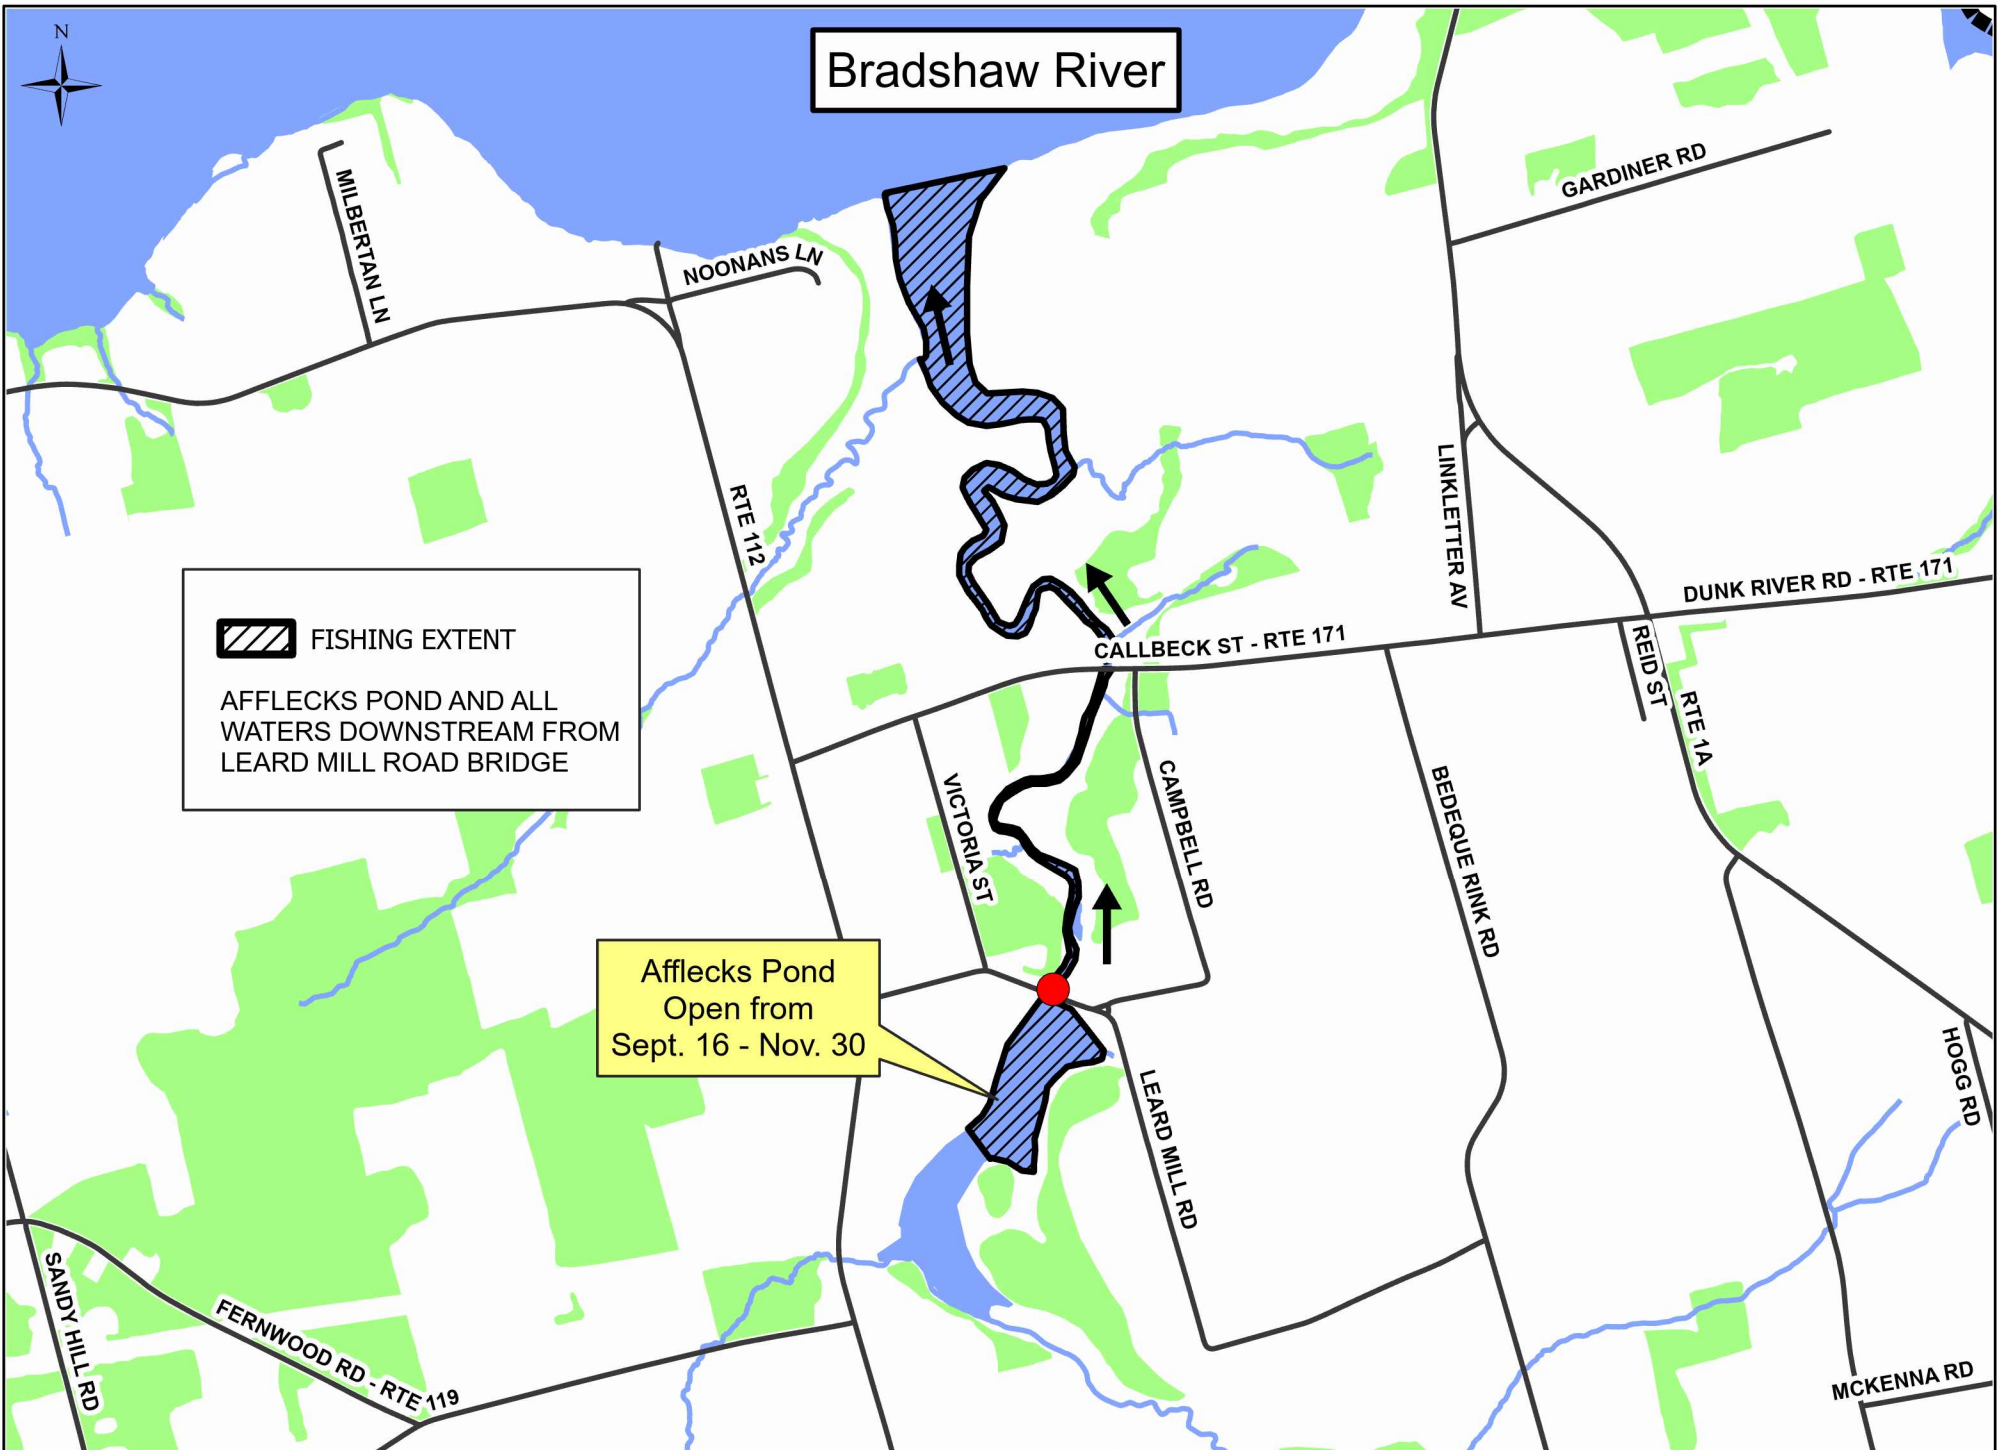 N
Bradshaw River
GARDINER RD
MILBERTAN LN
NOONANS LN
RTE 112
LINKLETTER AV
DUNK RIVER RD - RTE 171
CALLBECK ST - RTE 171
REID ST
RTE 1A
FISHING EXTENT
AFFLECKS POND AND ALL
WATERS DOWNSTREAM FROM
LEARD MILL ROAD BRIDGE
VICTORIA ST
CAMPBELL RD
BEDEQUE RINK RD
Afflecks Pond
Open from
Sept. 16 - Nov. 30
LEARD MILL RD
HOGG RD
SANDY HILL RD
FERNWOOD RD - RTE 119
MCKENNA RD